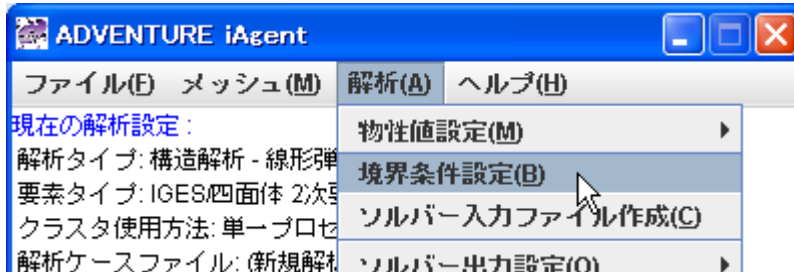 ADVENTURE iAgent
ファイル(F) メッシュ(M) 解析(A) ヘルプ(H)
現在の解析設定 :
解析タイプ: 構造解析 - 線形弾
要素タイプ: IGES/四面体 2次要
クラスタ使用方法: 単一プロセ
解析ケースファイル: (新規解析
物性値設定(M)
境界条件設定(B)
ソルバー入力ファイル作成(C)
ソルバー出力設定(O)